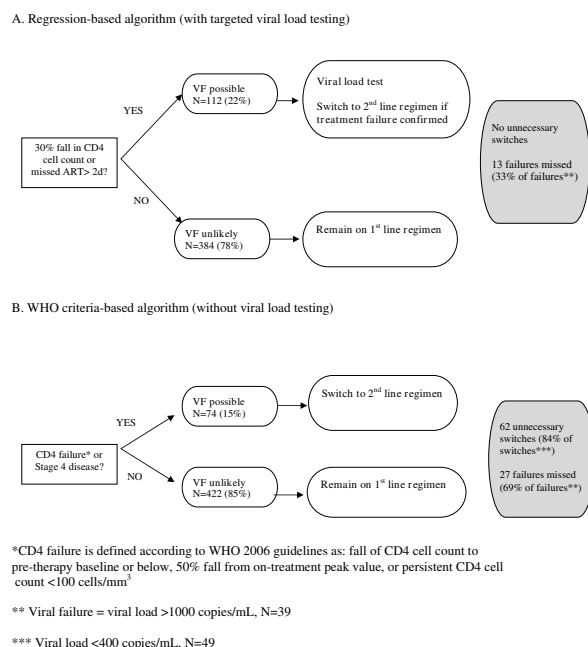 A. Regression-based algorithm (with targeted viral load testing)
VF possible
N=112 (22%)
Viral load test
Switch to 2nd line regimen if
treatment failure confirmed
YES
30% fall in CD4
cell count or
missed ART> 2d?
NO
VF unlikely
N=384 (78%)
Remain on 1st line regimen
No unnecessary
switches
13 failures missed
(33% of failures**)
B. WHO criteria-based algorithm (without viral load testing)
VF possible
N=74 (15%)
Switch to 2nd line regimen
YES
CD4 failure* or
Stage 4 disease?
NO
VF unlikely
N=422 (85%)
Remain on 1st line regimen
62 unnecessary
switches (84% of
switches***)
27 failures missed
(69% of failures**)
*CD4 failure is defined according to WHO 2006 guidelines as: fall of CD4 cell count to
pre-therapy baseline or below, 50% fall from on-treatment peak value, or persistent CD4 cell
count <100 cells/mm3
** Viral failure = viral load >1000 copies/mL, N=39
*** Viral load <400 copies/mL, N=49